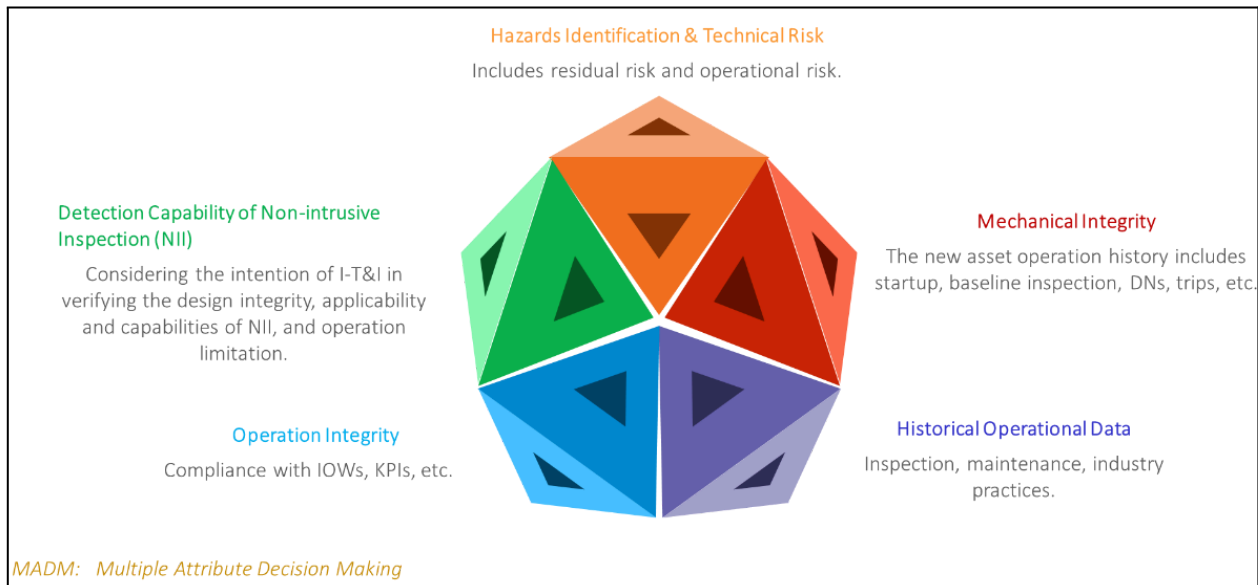 Hazards Identification & Technical Risk
Includes residual risk and operational risk.
Detection Capability of Non-intrusive
Inspection (NII)
Considering the intention of I-T&I in
verifying the design integrity, applicability
and capabilities of NII, and operation
limitation.
Mechanical Integrity
The new asset operation history includes
startup, baseline inspection, DNs, trips, etc.
Operation Integrity
Compliance with IOWs, KPIs, etc.
Historical Operational Data
Inspection, maintenance, industry
practices.
MADM: Multiple Attribute Decision Making